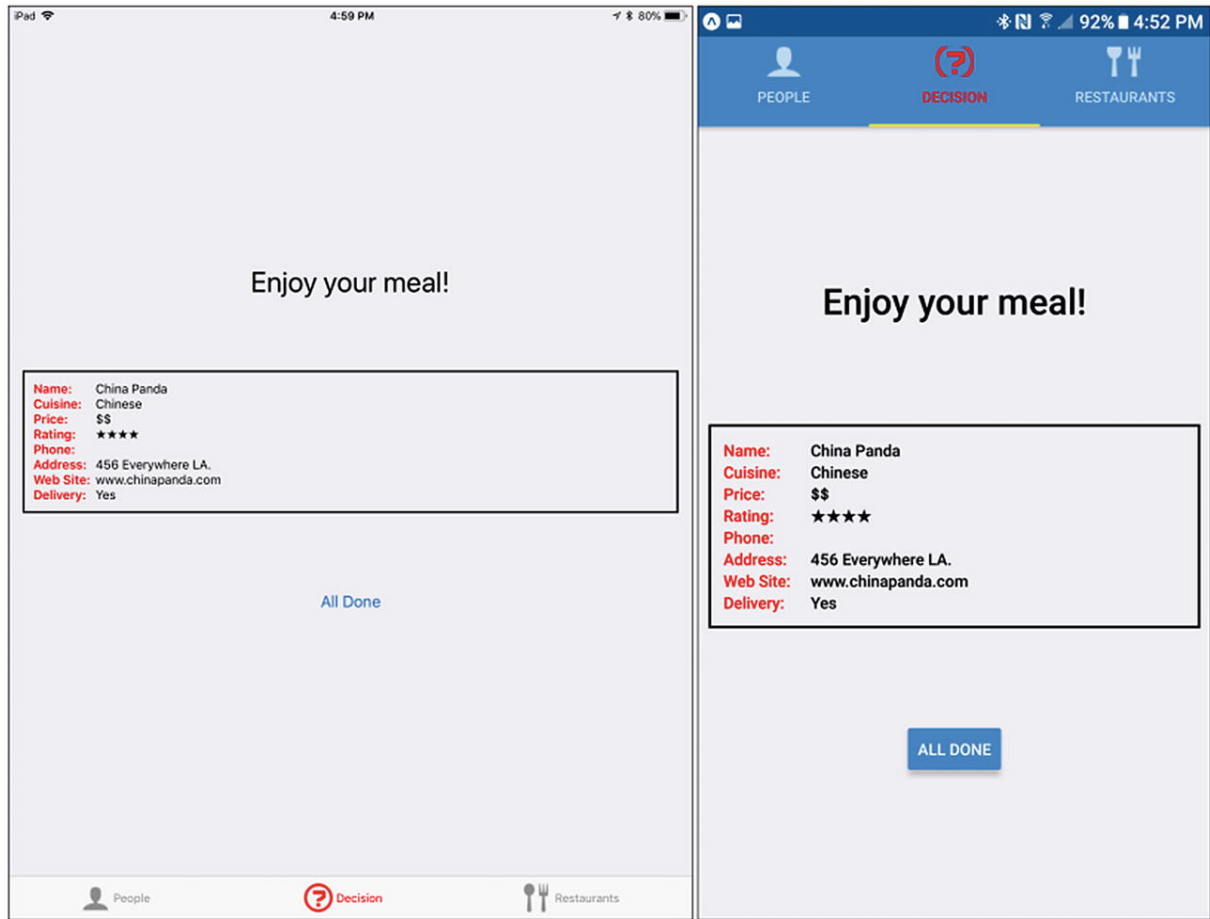 iPad 4:59 PM 80%
Enjoy your meal!
Name: China Panda
Cuisine: Chinese
Price: $$
Rating: ★★★★
Phone:
Address: 456 Everywhere LA.
Web Site: www.chinapanda.com
Delivery: Yes
All Done
People Decision Restaurants
92% 4:52 PM
PEOPLE DECISION RESTAURANTS
Enjoy your meal!
Name: China Panda
Cuisine: Chinese
Price: $$
Rating: ★★★★
Phone:
Address: 456 Everywhere LA.
Web Site: www.chinapanda.com
Delivery: Yes
ALL DONE